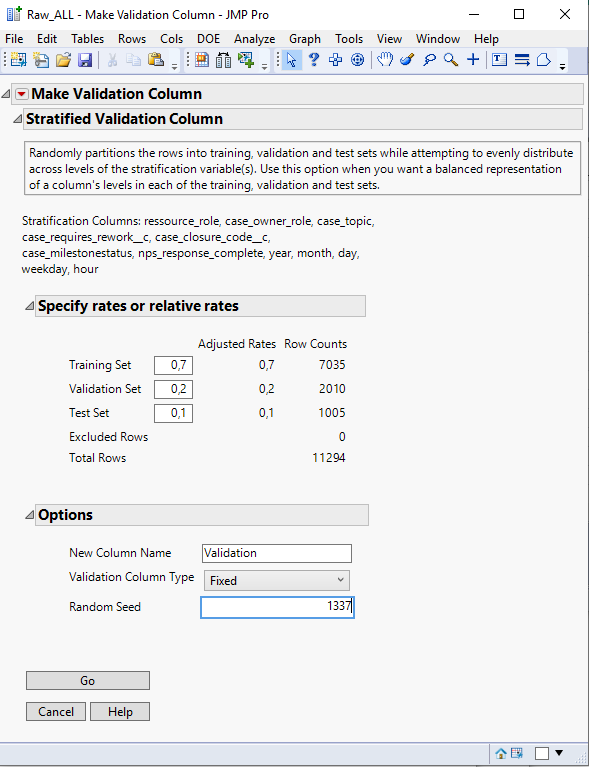 Raw_ALL - Make Validation Column - JMP Pro
File Edit Tables Rows Cols DOE Analyze Graph Tools View Window Help
Make Validation Column
Stratified Validation Column
Randomly partitions the rows into training, validation and test sets while attempting to evenly distribute
across levels of the stratification variable(s). Use this option when you want a balanced representation
of a column's levels in each of the training, validation and test sets.
Stratification Columns: ressource_role, case_owner_role, case_topic,
case_requires_rework__c, case_closure_code__c,
case_milestonestatus, nps_response_complete, year, month, day,
weekday, hour
Specify rates or relative rates
Adjusted Rates Row Counts
Training Set 0,7 0,7 7035
Validation Set 0,2 0,2 2010
Test Set 0,1 0,1 1005
Excluded Rows 0
Total Rows 11294
Options
New Column Name Validation
Validation Column Type Fixed
Random Seed 1337
Go
Cancel Help